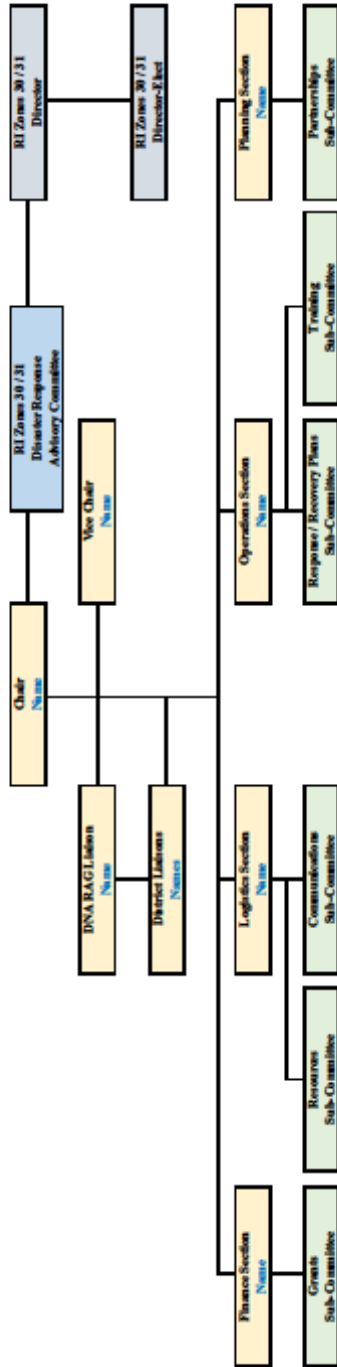 RI Zones 30 / 31
Director
RI Zones 30 / 31
Director-Elect
RI Zones 30 / 31
Disaster Response
Advisory Committee
Chair
Name
Vice Chair
Name
DNA RAG Liaison
Name
District Liaisons
Names
Finance Section
Name
Logistics Section
Name
Operations Section
Name
Planning Section
Name
Grants
Sub-Committee
Resources
Sub-Committee
Communications
Sub-Committee
Response / Recovery Plans
Sub-Committee
Training
Sub-Committee
Partnerships
Sub-Committee